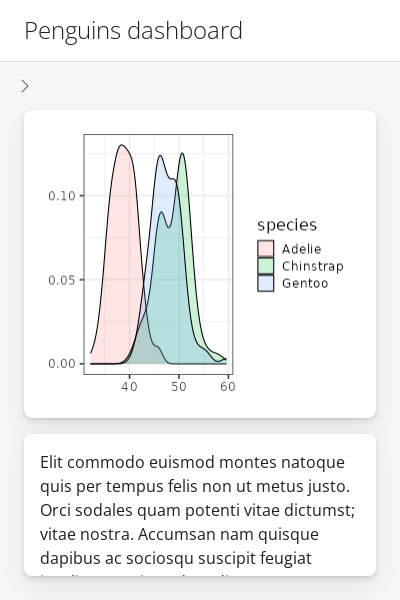 Penguins dashboard
species
Adelie
Chinstrap
Gentoo
0.10
0.05
0.00
40 50 60
Elit commodo euismod montes natoque
quis per tempus felis non ut metus justo.
Orci sodales quam potenti vitae dictumst;
vitae nostra. Accumsan nam quisque
dapibus ac sociosqu suscipit feugiat